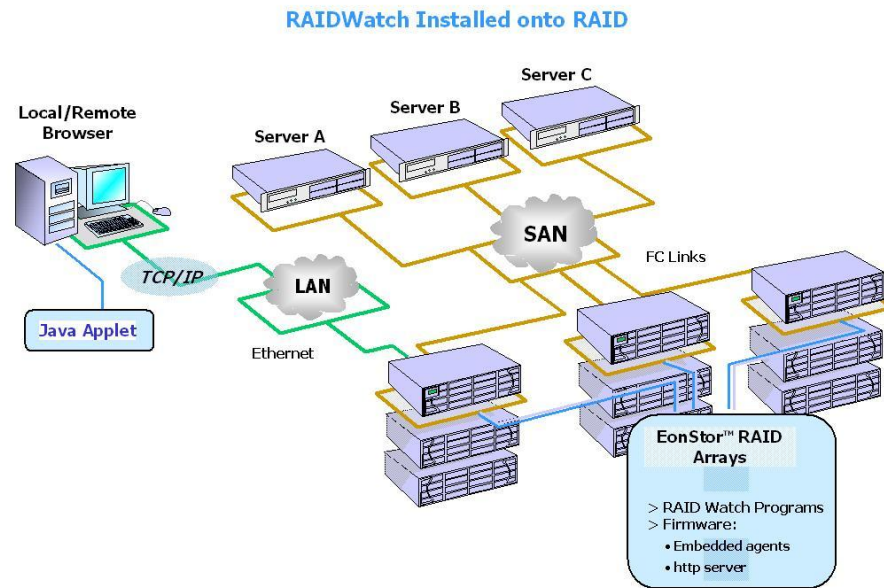 RAIDWatch Installed onto RAID
Server C
Server B
Local/Remote
Browser
Server A
SAN
FC Links
TCP/IP
LAN
Java Applet
Ethernet
EonStor™ RAID
Arrays
> RAID Watch Programs
> Firmware:
• Embedded agents
• http server